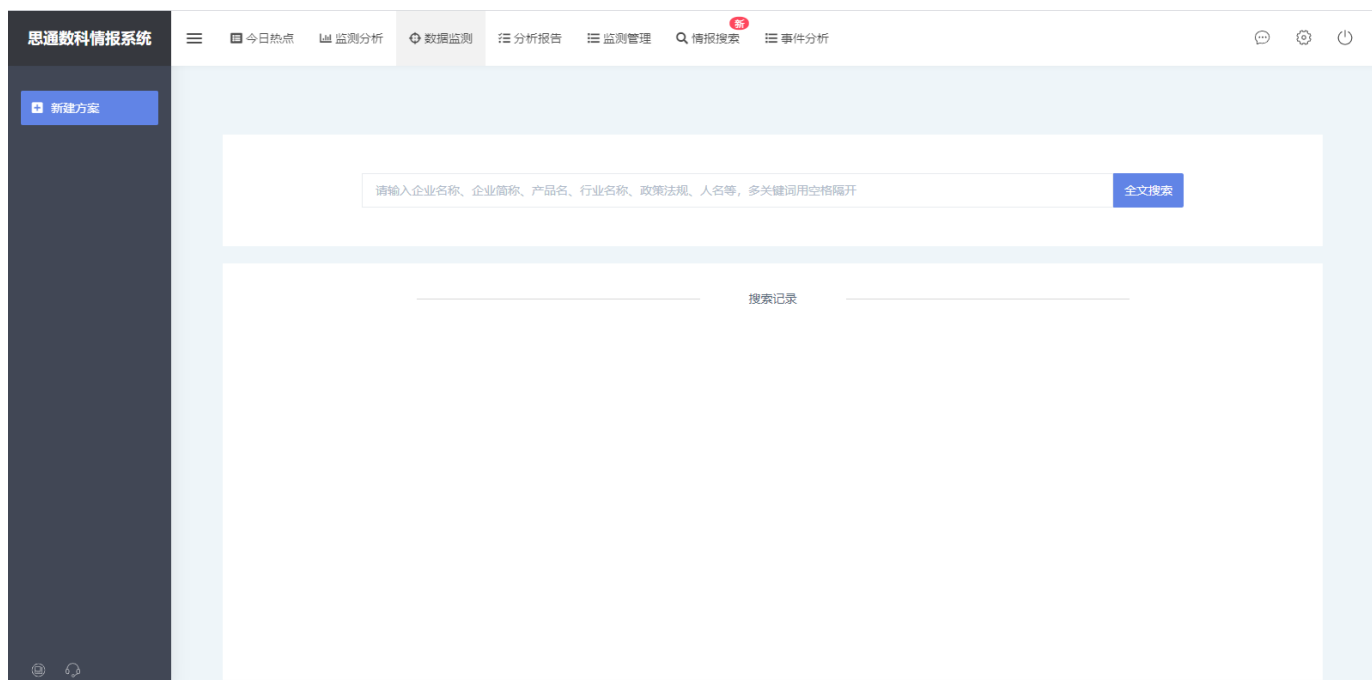 思通数科情报系统
今日热点
监测分析
数据监测
分析报告
监测管理
情报搜索
新
事件分析
新建方案
请输入企业名称、企业简称、产品名、行业名称、政策法规、人名等，多关键词用空格隔开
全文搜索
搜索记录